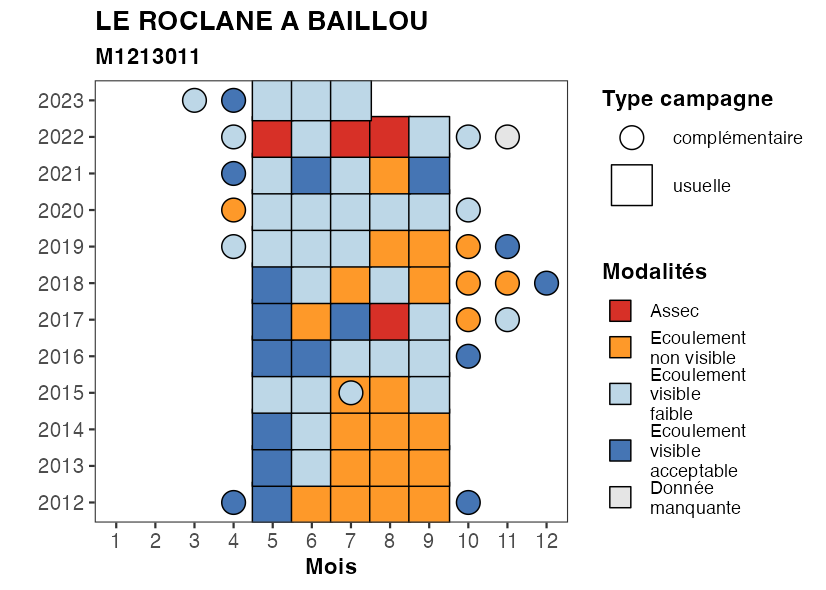 LE ROCLANE A BAILLOU
M1213011
2023
2022
2021
2020
2019
2018
2017
2016
2015
2014
2013
2012
1 2 3 4 5 6 7 8 9 10 11 12
Mois
Type campagne
complémentaire
usuelle
Modalités
Assec
Ecoulement
non visible
Ecoulement
visible
faible
Ecoulement
visible
acceptable
Donnée
manquante